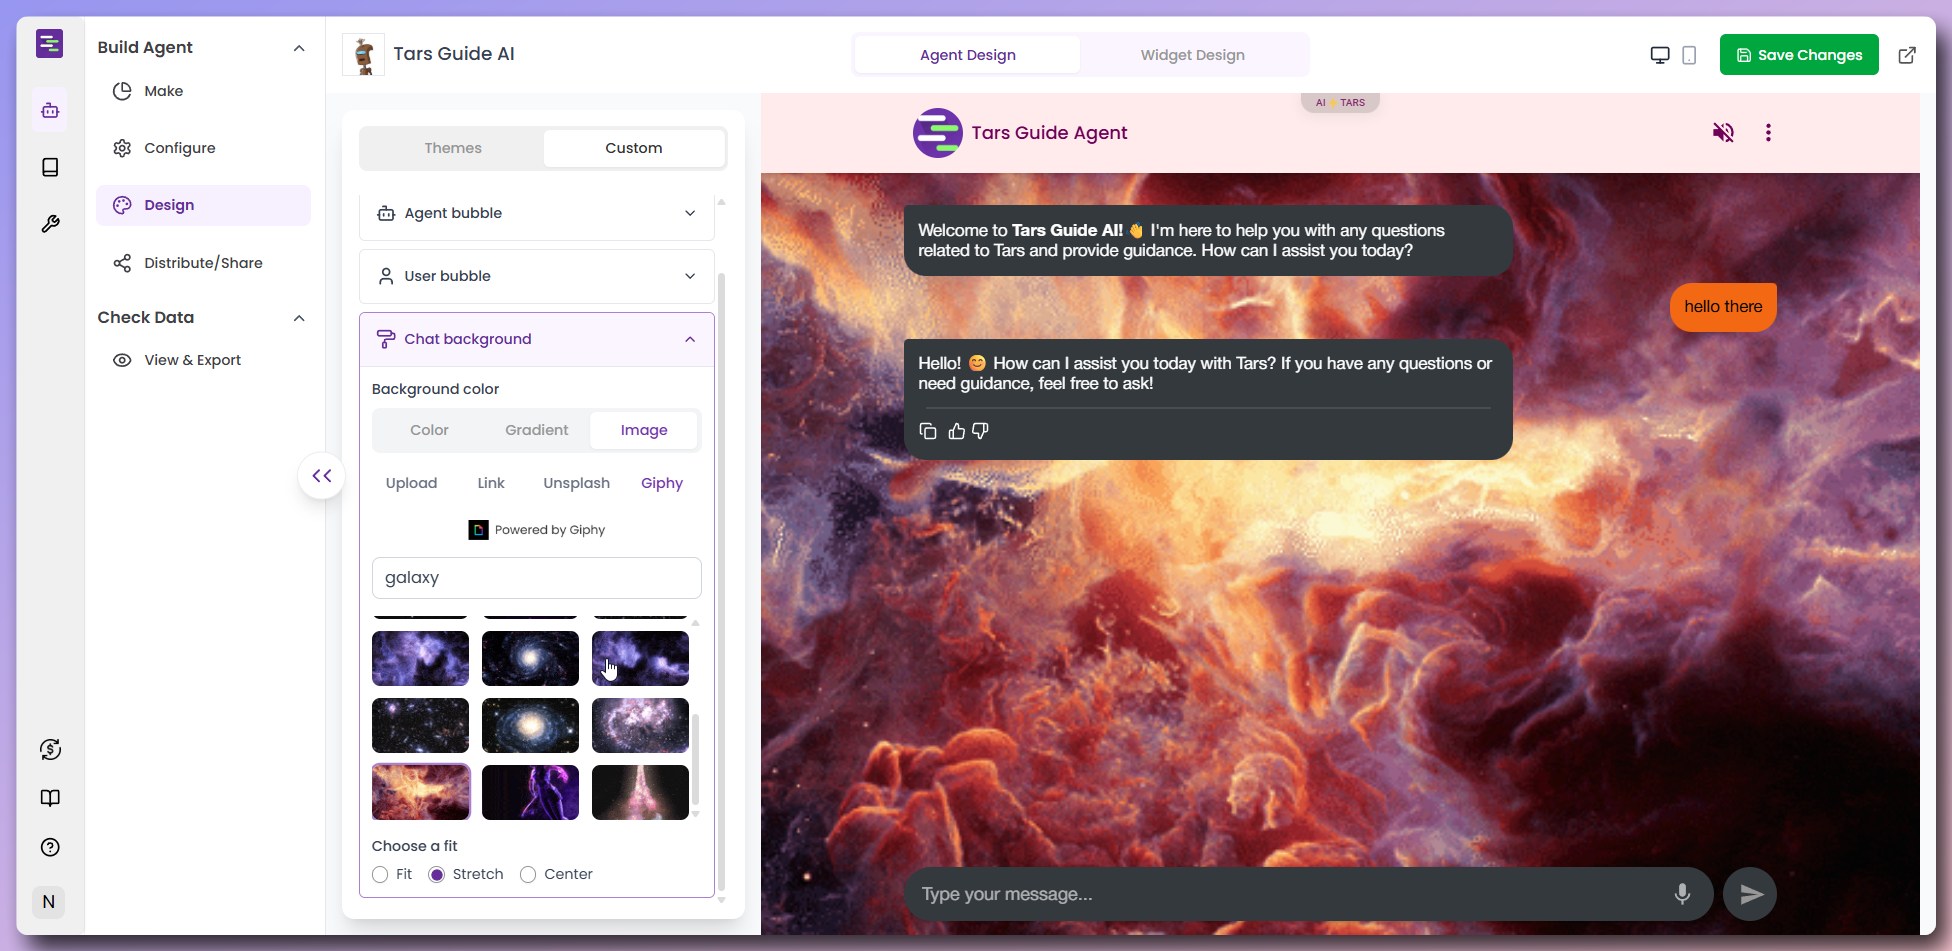 Build Agent
Make
Configure
Design
Distribute/Share
Check Data
View & Export
N
Tars Guide AI
Agent Design
Widget Design
Save Changes
Themes
Custom
Agent bubble
User bubble
Chat background
Background color
Color
Gradient
Image
Upload
Link
Unsplash
Giphy
Powered by Giphy
galaxy
Choose a fit
Fit
Stretch
Center
AI ⚡ TARS
Tars Guide Agent
Welcome to Tars Guide AI! 👋 I'm here to help you with any questions
related to Tars and provide guidance. How can I assist you today?
hello there
Hello! 😊 How can I assist you today with Tars? If you have any questions or
need guidance, feel free to ask!
Type your message...